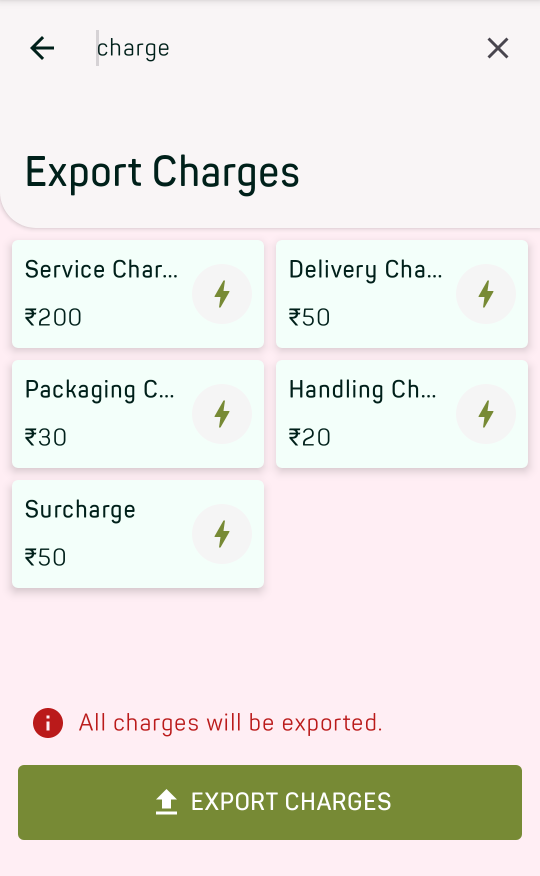 charge
Export Charges
Service Char...
₹200
Delivery Cha...
₹50
Packaging C...
₹30
Handling Ch...
₹20
Surcharge
₹50
All charges will be exported.
EXPORT CHARGES